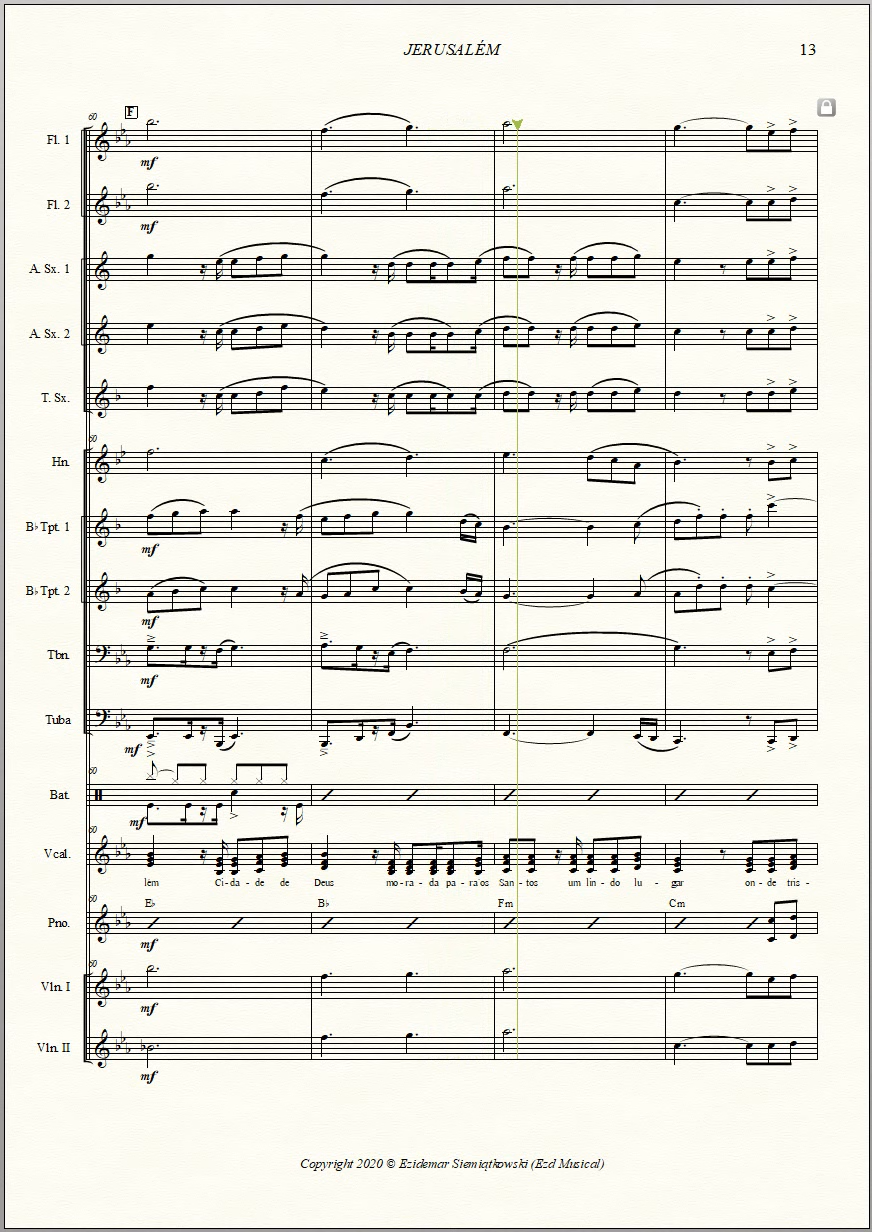 JERUSALÉM 13
60 F
Fl. 1
mf
Fl. 2
mf
A. Sx. 1
A. Sx. 2
T. Sx.
60
Hn.
B♭ Tpt. 1
mf
B♭ Tpt. 2
mf
Tbn.
mf
Tuba
mf
60
Bat.
mf
60
Vcal.
lém Ci - da - de de Deus mo - ra - da pa - ra os San - tos um lin - do lu - gar on - de tris -
60 E♭ B♭ Fm Cm
Pno.
mf
60
Vln. I
mf
Vln. II
mf
Copyright 2020 © Ezidemar Siemiątkowski (Ezd Musical)